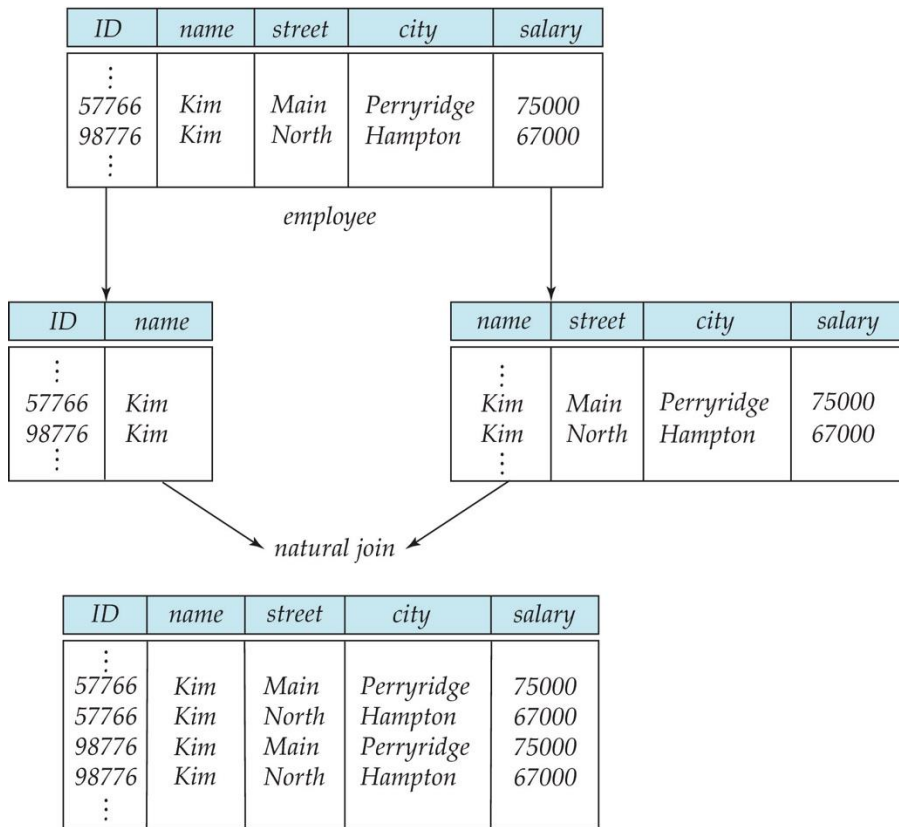 ID name street city salary
⋮
57766 Kim Main Perryridge 75000
98776 Kim North Hampton 67000
⋮
employee
ID name
⋮
57766 Kim
98776 Kim
⋮
name street city salary
⋮
Kim Main Perryridge 75000
Kim North Hampton 67000
⋮
natural join
ID name street city salary
⋮
57766 Kim Main Perryridge 75000
57766 Kim North Hampton 67000
98776 Kim Main Perryridge 75000
98776 Kim North Hampton 67000
⋮